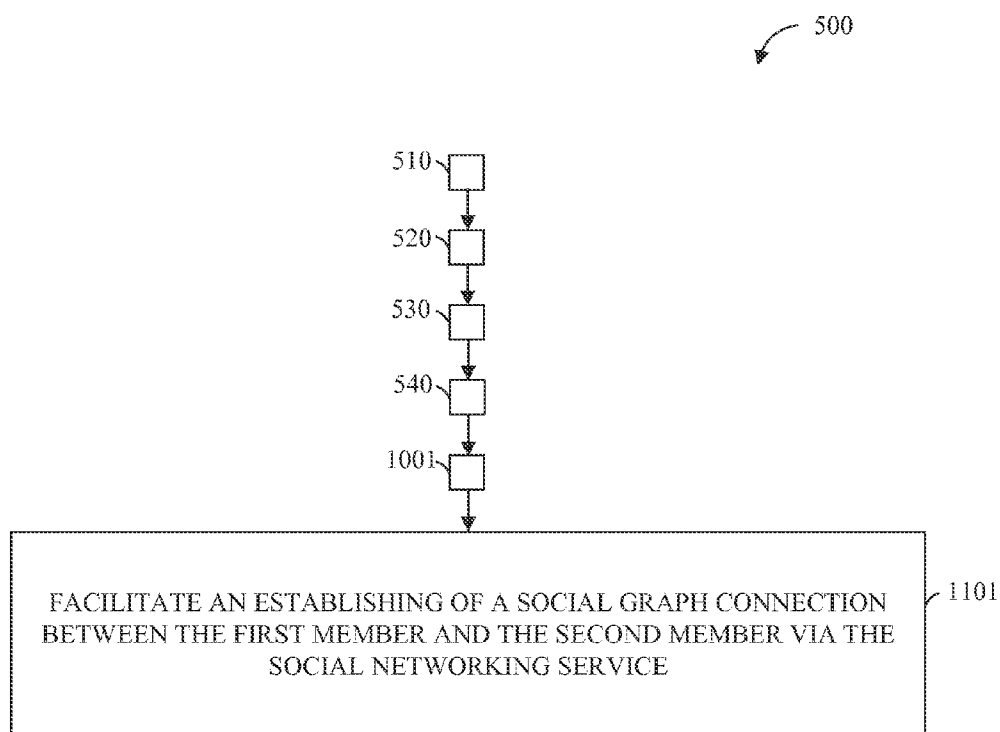 500
510
520
530
540
1001
FACILITATE AN ESTABLISHING OF A SOCIAL GRAPH CONNECTION
BETWEEN THE FIRST MEMBER AND THE SECOND MEMBER VIA THE
SOCIAL NETWORKING SERVICE
1101